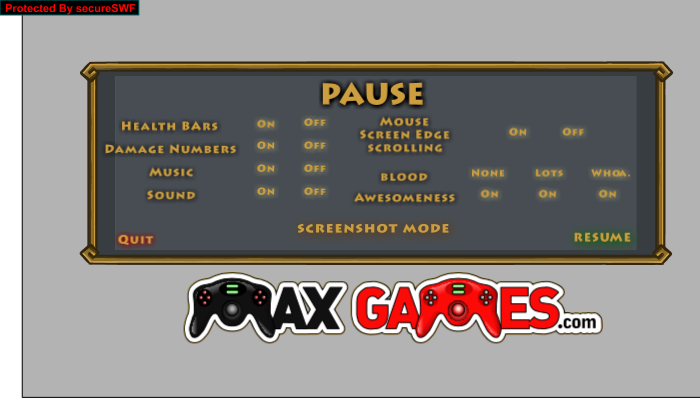 Protected By secureSWF
PAUSE
Health Bars On Off
Damage Numbers On Off
Music On Off
Sound On Off
Mouse
Screen Edge
scrolling
On Off
blood None Lots Whoa.
Awesomeness On On On
screenshot mode
Quit
resume
MAX GAMES.com